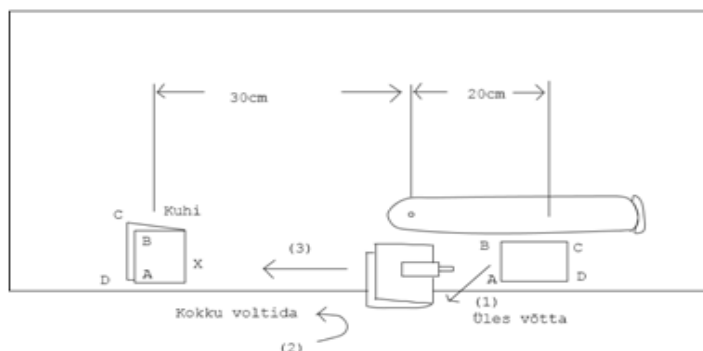 30cm
20cm
C
Kuhi
B
A
X
D
(3)
B
C
A
D
(1)
Üles võtta
Kokku voltida
(2)